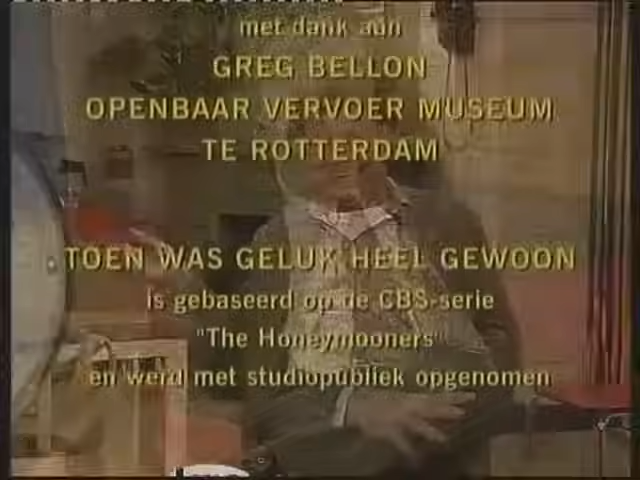 met dank aan
GREG BELLON
OPENBAAR VERVOER MUSEUM
TE ROTTERDAM
TOEN WAS GELUK HEEL GEWOON
is gebaseerd op de CBS-serie
"The Honeymooners"
en werd met studiopubliek opgenomen